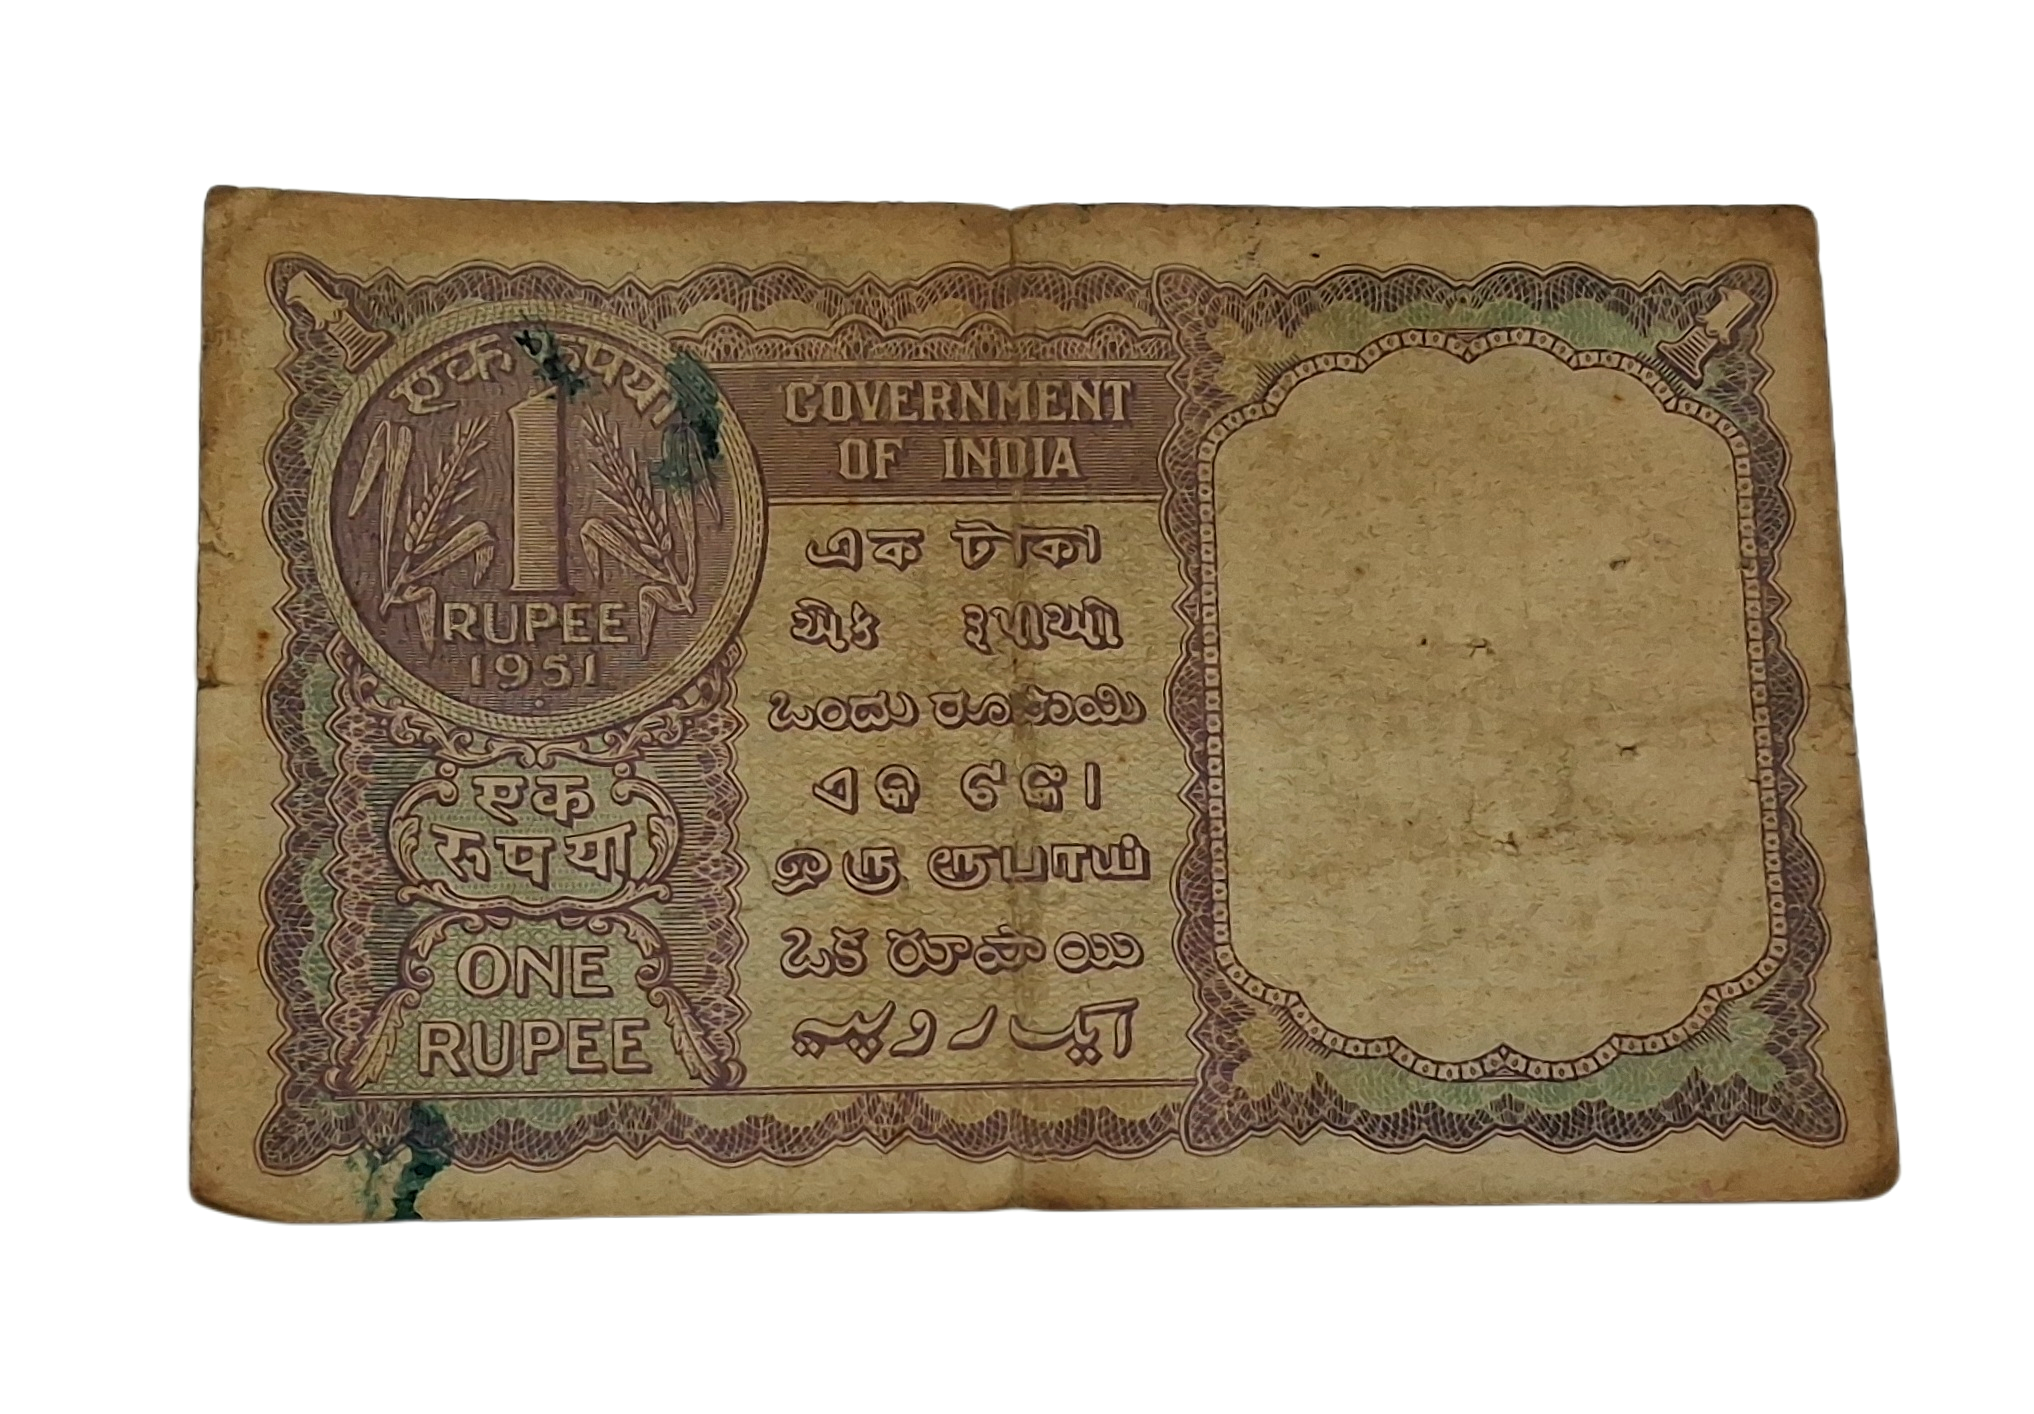 एक रुपया
1
RUPEE
1951
एक
रुपया
ONE
RUPEE
GOVERNMENT
OF INDIA
এক টাকা
એક રૂપીઓ
ಒಂದು ರೂಪಾಯಿ
ଏକ ଟଙ୍କା
ஒரு ரூபாய்
ఒక రూపాయి
ایک روپیہ